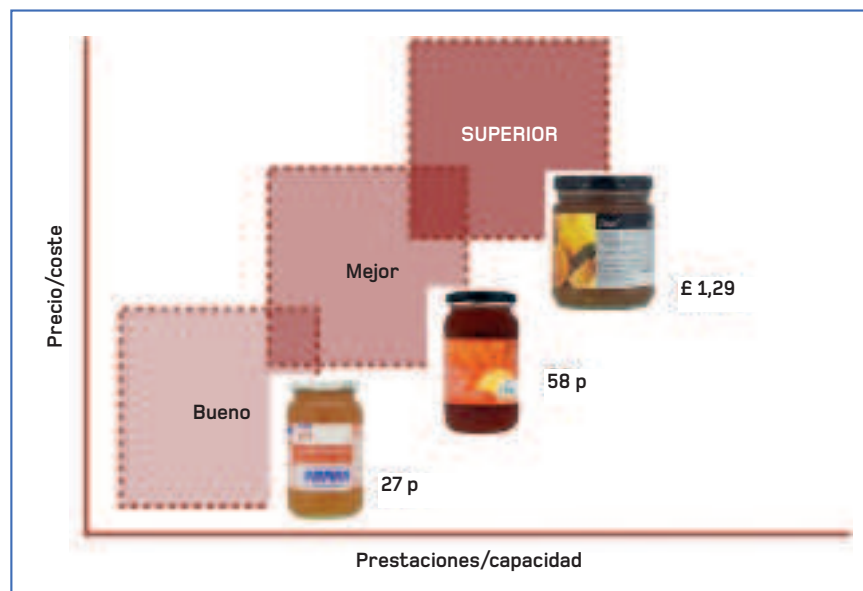 SUPERIOR
Mejor
Bueno
£ 1,29
58 p
27 p
Precio/coste
Prestaciones/capacidad